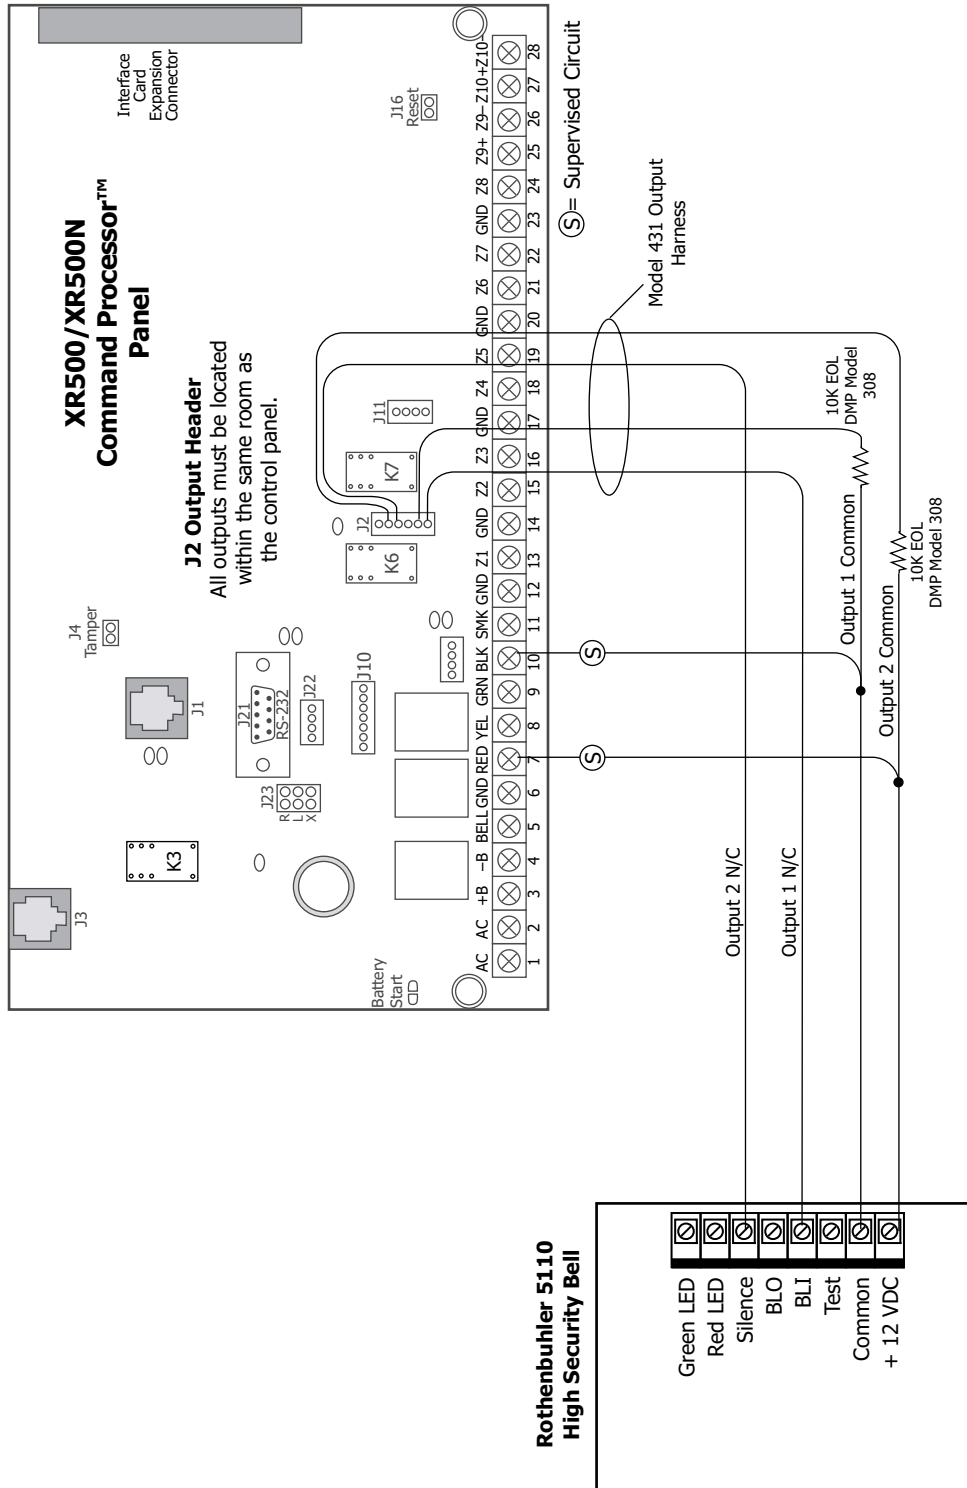 XR500/XR500N
Command Processor™
Panel
Interface
Card
Expansion
Connector
J16
Reset
J2 Output Header
All outputs must be located
within the same room as
the control panel.
J4
Tamper
J1
J3
K3
J21
RS-232
J22
J23
R
L
X
J10
K6
J2
K7
J11
Battery
Start
AC AC +B –B BELL GND RED YEL GRN BLK SMK GND Z1 GND Z2 Z3 GND Z4 Z5 GND Z6 Z7 GND Z8 Z9+ Z9– Z10+ Z10–
1 2 3 4 5 6 7 8 9 10 11 12 13 14 15 16 17 18 19 20 21 22 23 24 25 26 27 28
S = Supervised Circuit
Model 431 Output
Harness
S
S
10K EOL
DMP Model
308
10K EOL
DMP Model 308
Output 1 Common
Output 2 Common
Output 2 N/C
Output 1 N/C
Rothenbuhler 5110
High Security Bell
Green LED
Red LED
Silence
BLO
BLI
Test
Common
+ 12 VDC